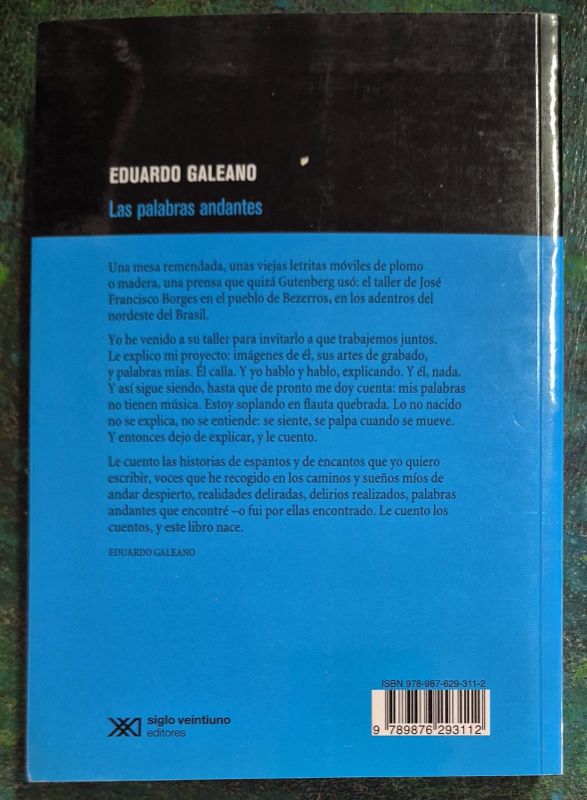 EDUARDO GALEANO
Las palabras andantes
Una mesa remendada, unas viejas letritas móviles de plomo
o madera, una prensa que quizá Gutenberg usó: el taller de José
Francisco Borges en el pueblo de Bezerros, en los adentros del
nordeste del Brasil.
Yo he venido a su taller para invitarlo a que trabajemos juntos.
Le explico mi proyecto: imágenes de él, sus artes de grabado,
y palabras mías. Él calla. Y yo hablo y hablo, explicando. Y él, nada.
Y así sigue siendo, hasta que de pronto me doy cuenta: mis palabras
no tienen música. Estoy soplando en flauta quebrada. Lo no nacido
no se explica, no se entiende: se siente, se palpa cuando se mueve.
Y entonces dejo de explicar, y le cuento.
Le cuento las historias de espantos y de encantos que yo quiero
escribir, voces que he recogido en los caminos y sueños míos de
andar despierto, realidades deliradas, delirios realizados, palabras
andantes que encontré –o fui por ellas encontrado. Le cuento los
cuentos, y este libro nace.
EDUARDO GALEANO
ISBN 978-987-629-311-2
9 789876 293112
siglo veintiuno
editores